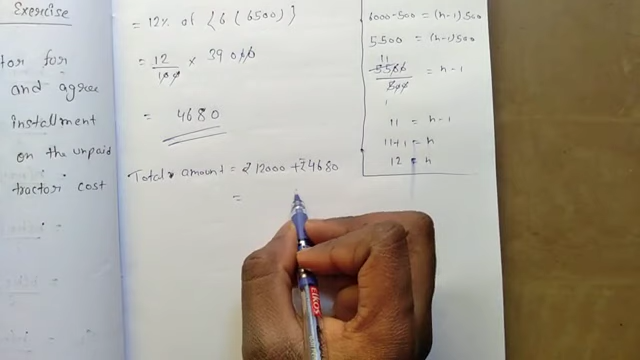 Exercise
tor for
and agree
installment
on the unpaid
tractor cost
= 12% of {6 (6500)}
= 12/100 × 39000
= 4680
Total amount = ₹ 12000 + ₹ 4680
=
6000-500 = (n-1) 500
5500 = (n-1) 500
11
5500/500 = n-1
1
11 = n-1
11+1 = n
12 = n